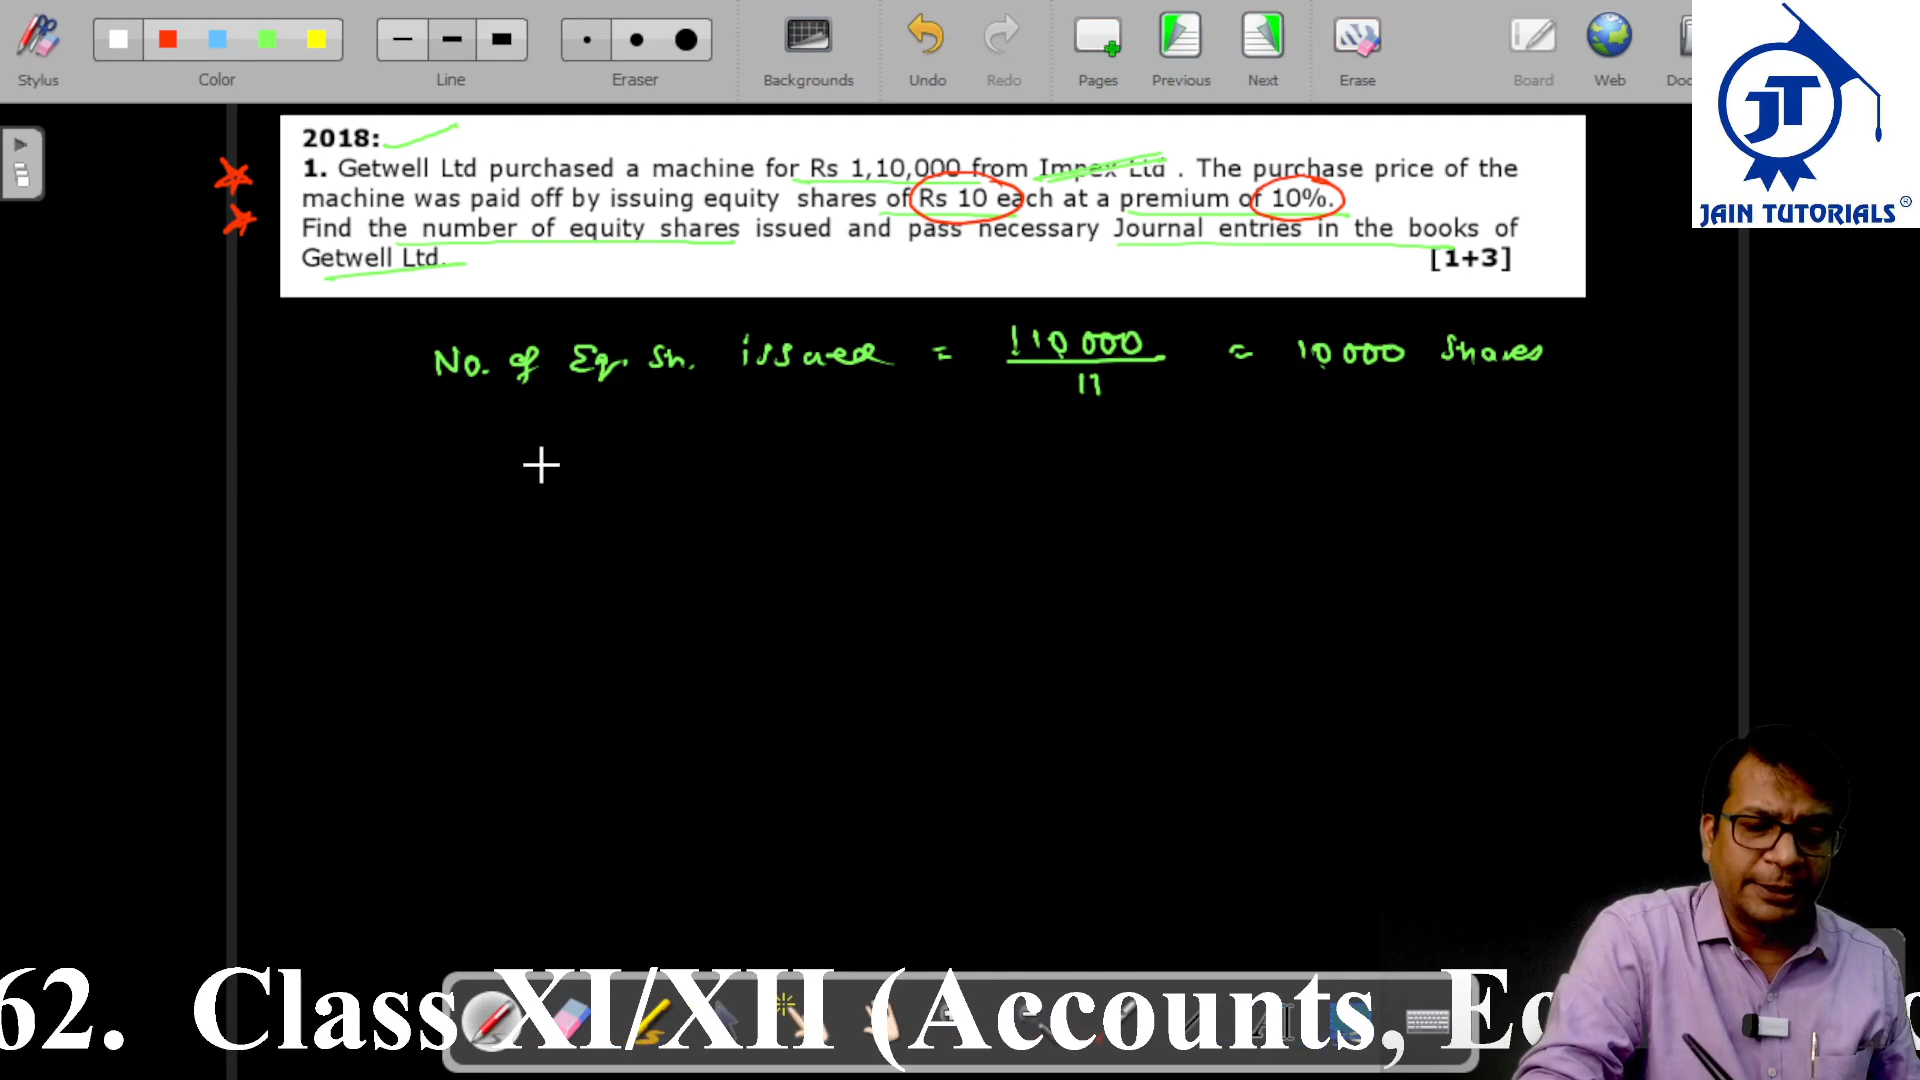 Stylus Color Line Eraser Backgrounds Undo Redo Pages Previous Next Erase Board Web
JT
JAIN TUTORIALS®
2018:
1. Getwell Ltd purchased a machine for Rs 1,10,000 from Impex Ltd . The purchase price of the
machine was paid off by issuing equity shares of Rs 10 each at a premium of 10%.
Find the number of equity shares issued and pass necessary Journal entries in the books of
Getwell Ltd.
[1+3]
No. of Eq. Sh. issued = 110000 / 11 = 10000 Shares
62. Class XI/XII (Accounts,